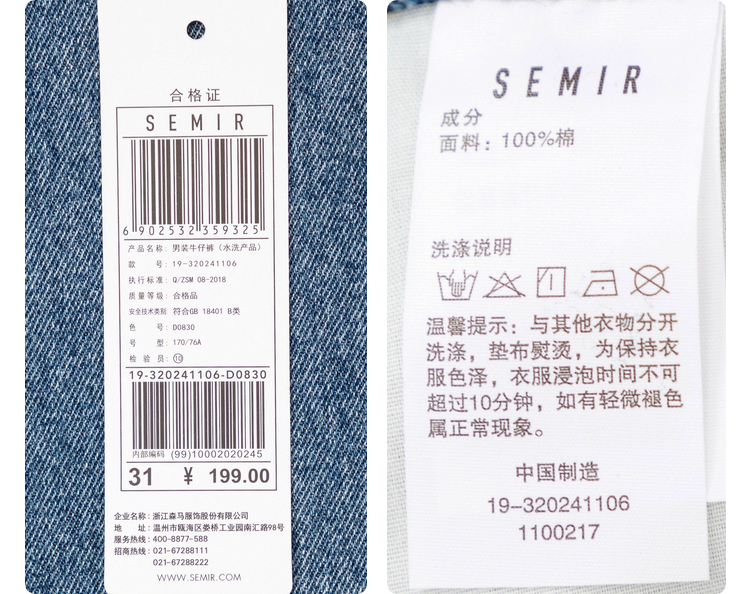 合格证
SEMIR
6 902532 359325
产品名称: 男装牛仔裤（水洗产品）
款 号: 19-320241106
执行标准: Q/ZSM 08-2018
质量等级: 合格品
安全技术类别 符合GB 18401 B类
色 号: D0830
号 型: 170/76A
检 验 员: ⑩
19-320241106-D0830
内部编码 (99)10002020245
31 ¥ 199.00
企业名称: 浙江森马服饰股份有限公司
地 址: 温州市瓯海区娄桥工业园南汇路98号
服务热线: 400-8877-588
招商热线: 021-67288111
021-67288222
WWW.SEMIR.COM
SEMIR
成分
面料: 100%棉
洗涤说明
温馨提示: 与其他衣物分开
洗涤，垫布熨烫，为保持衣
服色泽，衣服浸泡时间不可
超过10分钟，如有轻微褪色
属正常现象。
中国制造
19-320241106
1100217